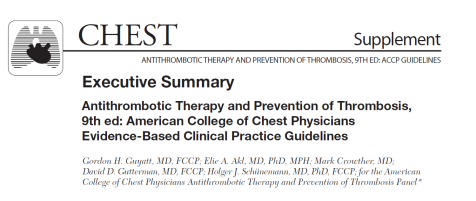 CHEST
Supplement
ANTITHROMBOTIC THERAPY AND PREVENTION OF THROMBOSIS, 9TH ED: ACCP GUIDELINES
Executive Summary
Antithrombotic Therapy and Prevention of Thrombosis,
9th ed: American College of Chest Physicians
Evidence-Based Clinical Practice Guidelines
Gordon H. Guyatt, MD, FCCP; Elie A. Akl, MD, PhD, MPH; Mark Crowther, MD;
David D. Gutterman, MD, FCCP; Holger J. Schünemann, MD, PhD, FCCP; for the American
College of Chest Physicians Antithrombotic Therapy and Prevention of Thrombosis Panel*